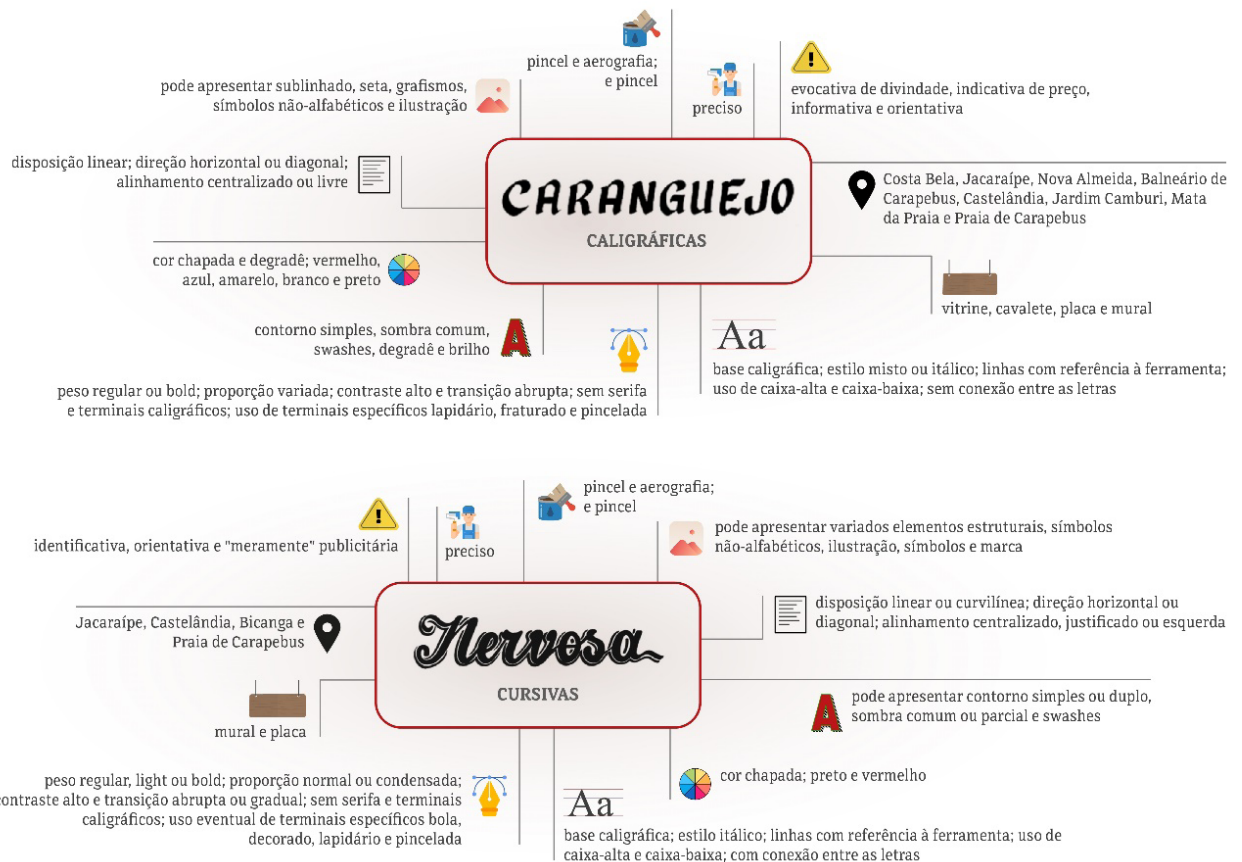 pincel e aerografia;
e pincel
pode apresentar sublinhado, seta, grafismos,
símbolos não-alfabéticos e ilustração
preciso
evocativa de divindade, indicativa de preço,
informativa e orientativa
disposição linear; direção horizontal ou diagonal;
alinhamento centralizado ou livre
CARANGUEJO
CALIGRÁFICAS
Costa Bela, Jacaraípe, Nova Almeida, Balneário de
Carapebus, Castelândia, Jardim Camburi, Mata
da Praia e Praia de Carapebus
cor chapada e degradê; vermelho,
azul, amarelo, branco e preto
vitrine, cavalete, placa e mural
contorno simples, sombra comum,
swashes, degradê e brilho
A
Aa
peso regular ou bold; proporção variada; contraste alto e transição abrupta; sem serifa
e terminais caligráficos; uso de terminais específicos lapidário, fraturado e pincelada
base caligráfica; estilo misto ou itálico; linhas com referência à ferramenta;
uso de caixa-alta e caixa-baixa; sem conexão entre as letras
pincel e aerografia;
e pincel
identificativa, orientativa e "meramente" publicitária
preciso
pode apresentar variados elementos estruturais, símbolos
não-alfabéticos, ilustração, símbolos e marca
Jacaraípe, Castelândia, Bicanga e
Praia de Carapebus
Nervosa
CURSIVAS
disposição linear ou curvilínea; direção horizontal ou
diagonal; alinhamento centralizado, justificado ou esquerda
mural e placa
A
pode apresentar contorno simples ou duplo,
sombra comum ou parcial e swashes
peso regular, light ou bold; proporção normal ou condensada;
contraste alto e transição abrupta ou gradual; sem serifa e terminais
caligráficos; uso eventual de terminais específicos bola,
decorado, lapidário e pincelada
Aa
base caligráfica; estilo itálico; linhas com referência à ferramenta; uso de
caixa-alta e caixa-baixa; com conexão entre as letras
cor chapada; preto e vermelho